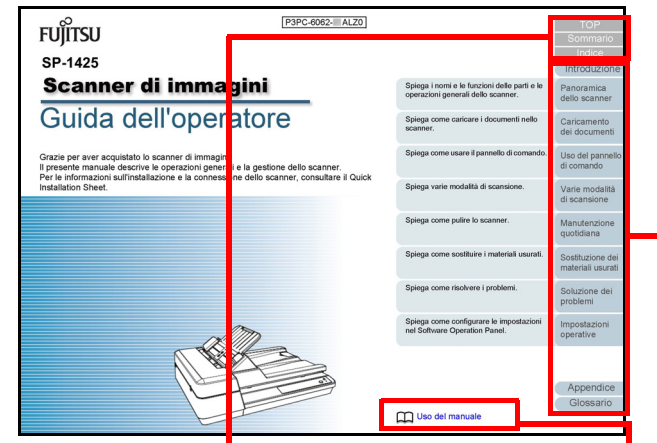 FUJITSU
P3PC-6062- ALZ0
SP-1425
Scanner di immagini
Guida dell'operatore
Grazie per aver acquistato lo scanner di immagini
Il presente manuale descrive le operazioni generali e la gestione dello scanner.
Per le informazioni sull'installazione e la connessione dello scanner, consultare il Quick
Installation Sheet.
TOP
Sommario
Indice
Introduzione
Spiega i nomi e le funzioni delle parti e le
operazioni generali dello scanner.
Panoramica
dello scanner
Spiega come caricare i documenti nello
scanner.
Caricamento
dei documenti
Spiega come usare il pannello di comando.
Uso del pannello
di comando
Spiega varie modalità di scansione.
Varie modalità
di scansione
Spiega come pulire lo scanner.
Manutenzione
quotidiana
Spiega come sostituire i materiali usurati.
Sostituzione dei
materiali usurati
Spiega come risolvere i problemi.
Soluzione dei
problemi
Spiega come configurare le impostazioni
nel Software Operation Panel.
Impostazioni
operative
Appendice
Glossario
Uso del manuale